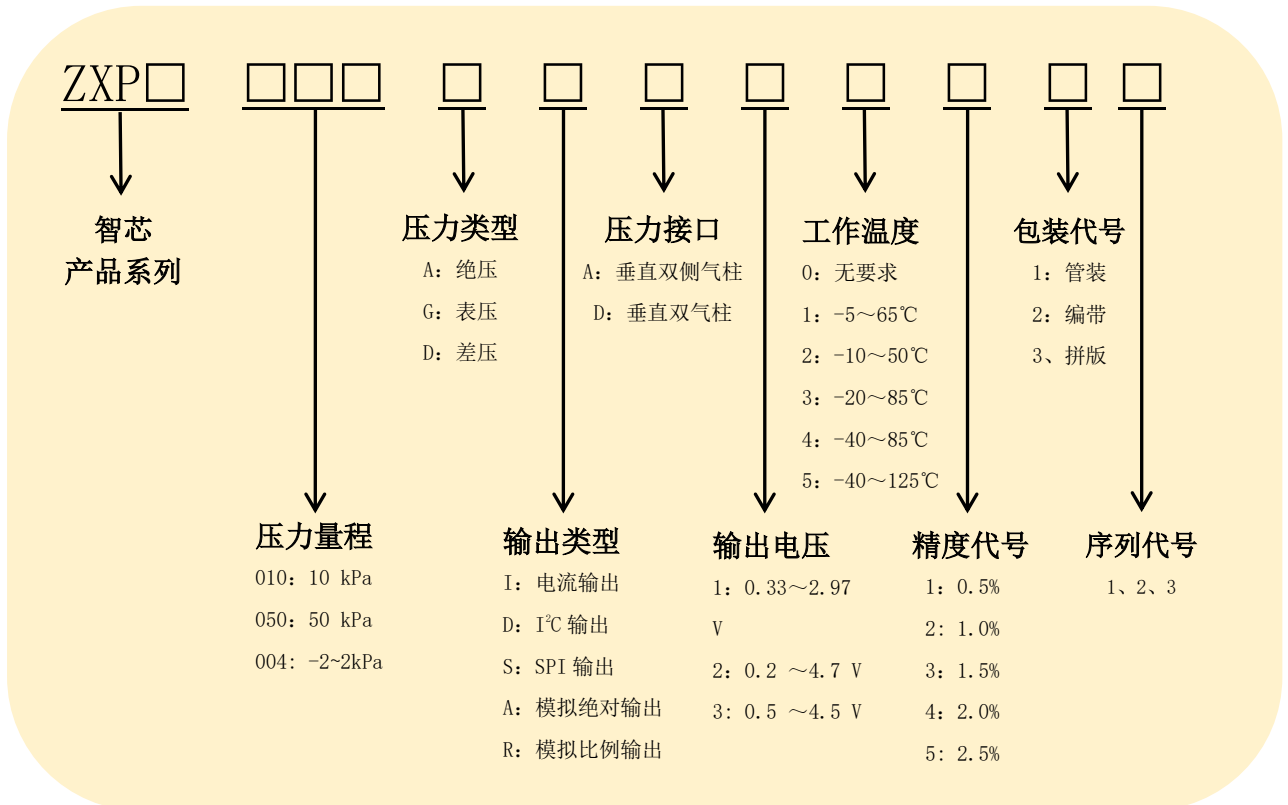 ZXP□ □□□ □ □ □ □ □ □ □ □
智芯
产品系列
压力类型
A：绝压
G：表压
D：差压
压力接口
A：垂直双侧气柱
D：垂直双气柱
工作温度
0：无要求
1：-5～65℃
2：-10～50℃
3：-20～85℃
4：-40～85℃
5：-40～125℃
包装代号
1：管装
2：编带
3、拼版
压力量程
010：10 kPa
050：50 kPa
004: -2~2kPa
输出类型
I：电流输出
D：I²C 输出
S：SPI 输出
A：模拟绝对输出
R：模拟比例输出
输出电压
1：0.33～2.97
V
2：0.2 ～4.7 V
3: 0.5 ～4.5 V
精度代号
1：0.5%
2: 1.0%
3：1.5%
4：2.0%
5: 2.5%
序列代号
1、2、3